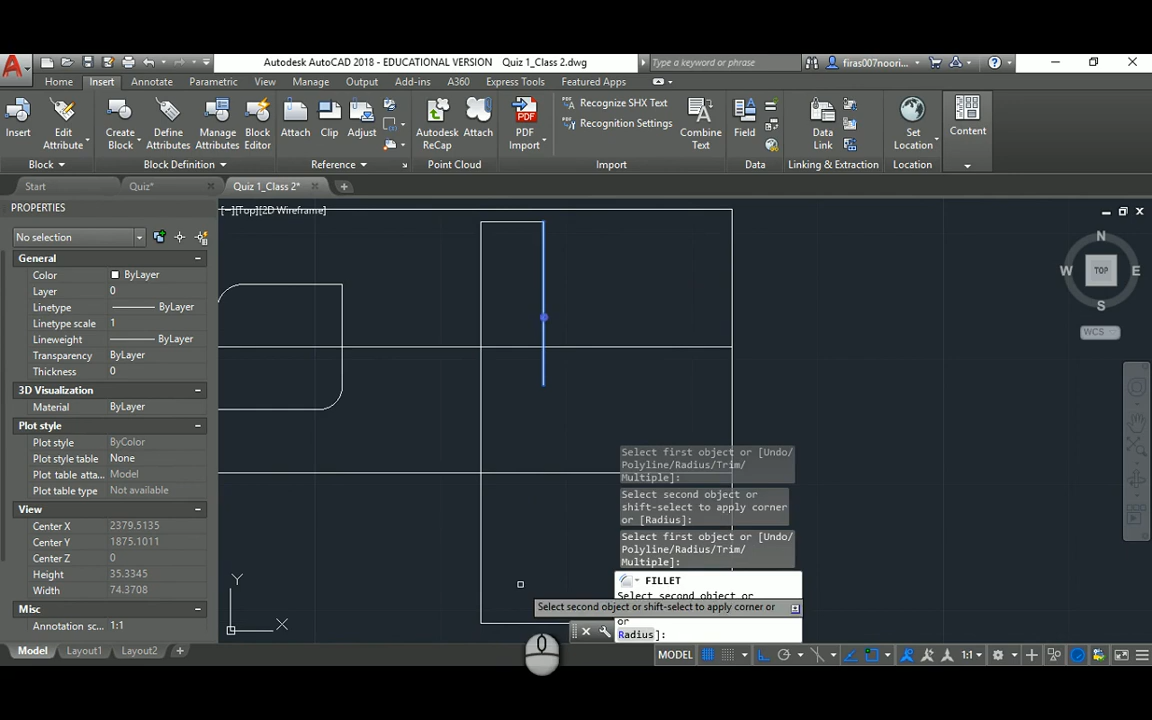 Autodesk AutoCAD 2018 - EDUCATIONAL VERSION Quiz 1_Class 2.dwg
Type a keyword or phrase
firas007noori...
Home Insert Annotate Parametric View Manage Output Add-ins A360 Express Tools Featured Apps
Insert
Edit
Attribute
Create
Block
Define
Attributes
Manage
Attributes
Block
Editor
Attach
Clip
Adjust
Autodesk
ReCap
Attach
PDF
Import
Recognize SHX Text
Recognition Settings
Combine
Text
Field
Data
Link
Set
Location
Content
Block
Block Definition
Reference
Point Cloud
Import
Data
Linking & Extraction
Location
Start
Quiz*
Quiz 1_Class 2*
PROPERTIES
[−][Top][2D Wireframe]
No selection
General
Color ByLayer
Layer 0
Linetype ByLayer
Linetype scale 1
Lineweight ByLayer
Transparency ByLayer
Thickness 0
3D Visualization
Material ByLayer
Plot style
Plot style ByColor
Plot style table None
Plot table atta... Model
Plot table type Not available
View
Center X 2379.5135
Center Y 1875.1011
Center Z 0
Height 35.3345
Width 74.3708
Misc
Annotation sc... 1:1
N
W TOP E
S
WCS
Select first object or [Undo/
Polyline/Radius/Trim/
Multiple]:
Select second object or
shift-select to apply corner
or [Radius]:
Select first object or [Undo/
Polyline/Radius/Trim/
Multiple]:
FILLET
Select second object or
Select second object or shift-select to apply corner or
or
Radius]:
Y
X
Model Layout1 Layout2
MODEL
1:1